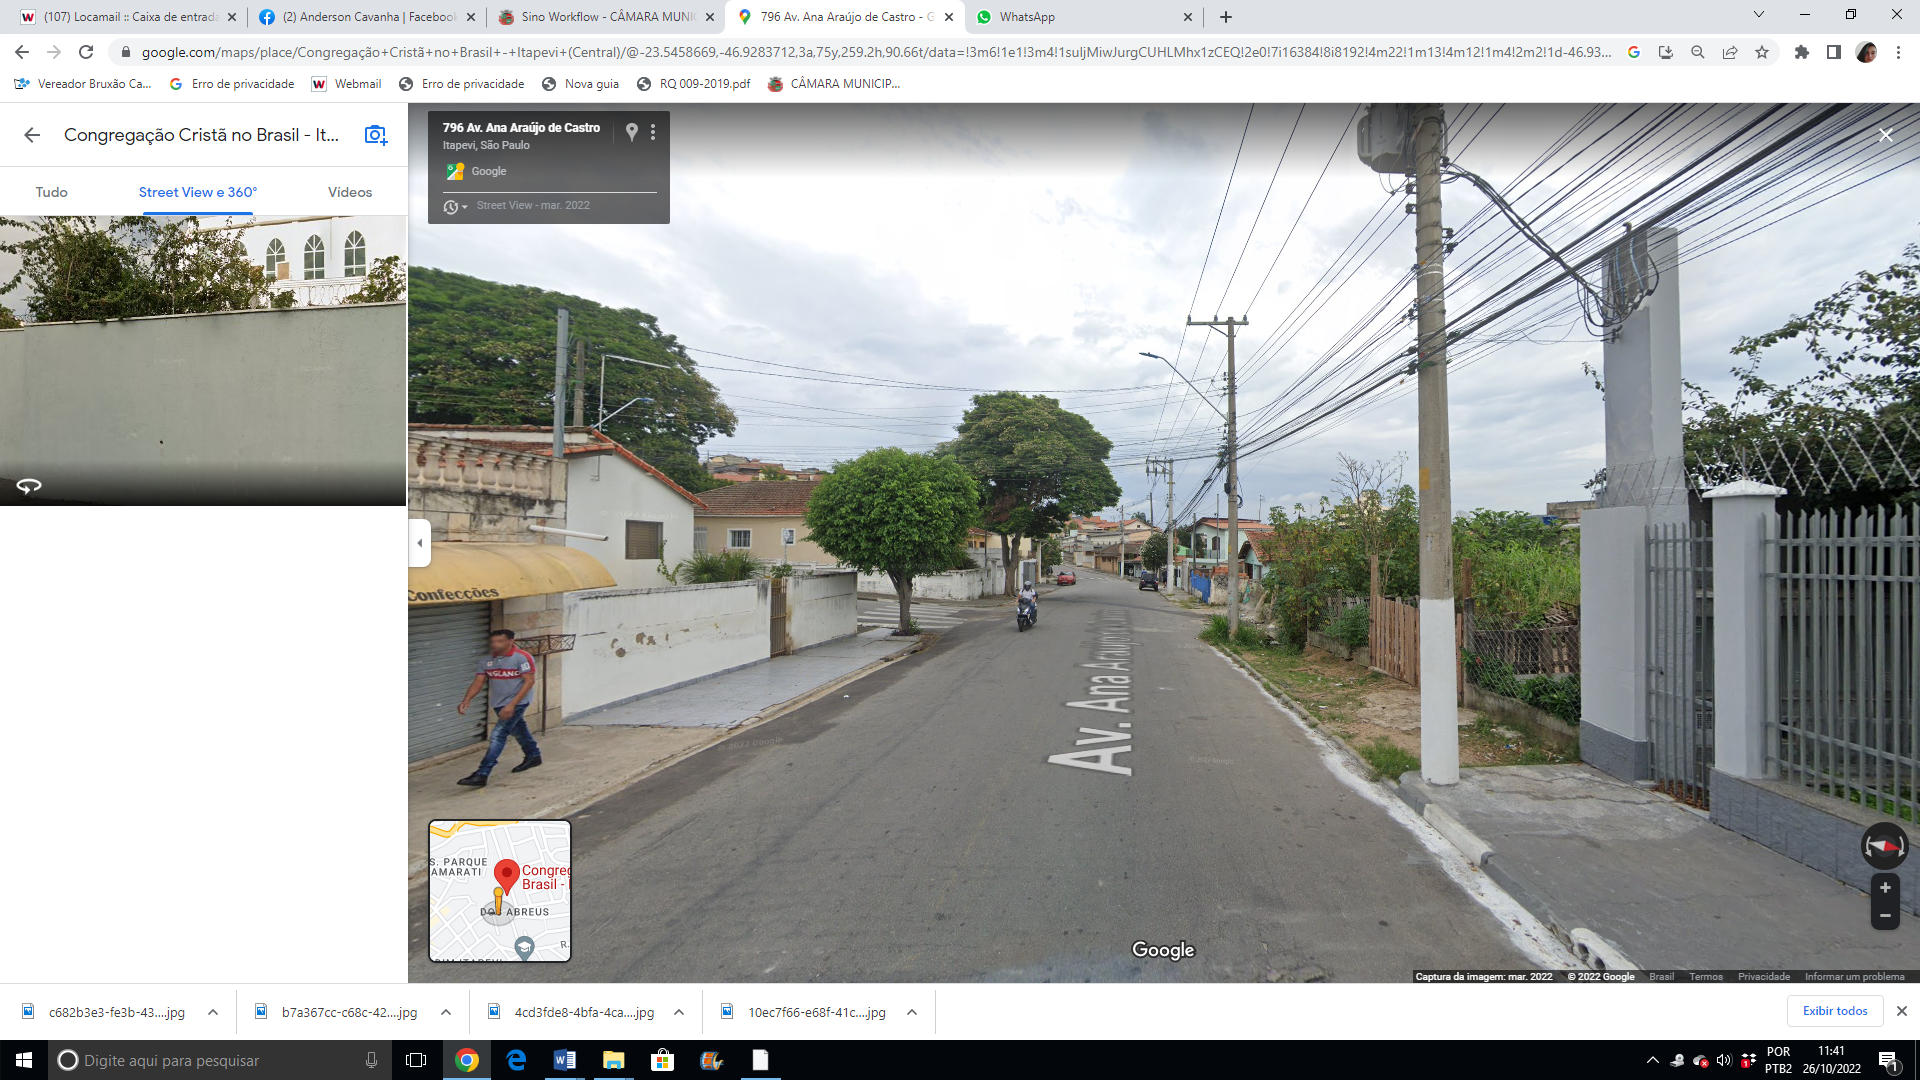 (107) Locamail :: Caixa de entrada
(2) Anderson Cavanha | Facebook
Sino Workflow - CÂMARA MUNIC
796 Av. Ana Araújo de Castro - G
WhatsApp
google.com/maps/place/Congregação+Cristã+no+Brasil+-+Itapevi+(Central)/@-23.5458669,-46.9283712,3a,75y,259.2h,90.66t/data=!3m6!1e1!3m4!1suIjMiwJurgCUHLMhx1zCEQ!2e0!7i16384!8i8192!4m22!1m13!4m12!1m4!2m2!1d-46.93...
Vereador Bruxão Ca...
Erro de privacidade
Webmail
Erro de privacidade
Nova guia
RQ 009-2019.pdf
CÂMARA MUNICIP...
Congregação Cristã no Brasil - It...
Tudo
Street View e 360°
Vídeos
796 Av. Ana Araújo de Castro
Itapevi, São Paulo
Google
Street View - mar. 2022
Confecções
Av. Ana Araújo
S. PARQUE
AMARATI
Congreg
Brasil -
DOS ABREUS
R.
Google
Captura da imagem: mar. 2022
© 2022 Google
Brasil
Termos
Privacidade
Informar um problema
c682b3e3-fe3b-43....jpg
b7a367cc-c68c-42....jpg
4cd3fde8-4bfa-4ca....jpg
10ec7f66-e68f-41c....jpg
Exibir todos
Digite aqui para pesquisar
POR
PTB2
11:41
26/10/2022
1